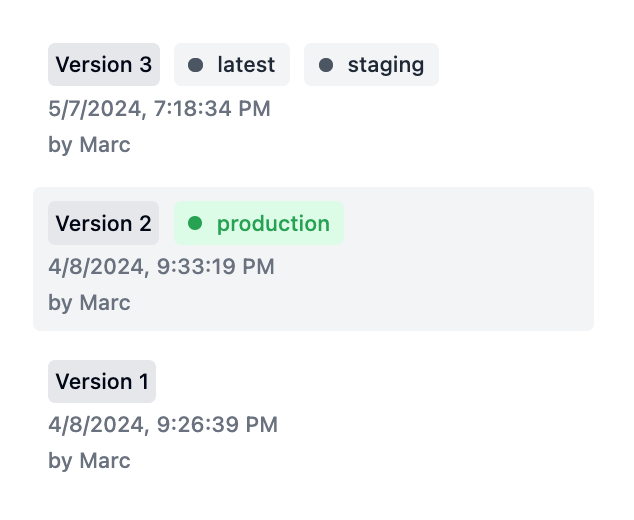 Version 3 latest staging
5/7/2024, 7:18:34 PM
by Marc
Version 2 production
4/8/2024, 9:33:19 PM
by Marc
Version 1
4/8/2024, 9:26:39 PM
by Marc